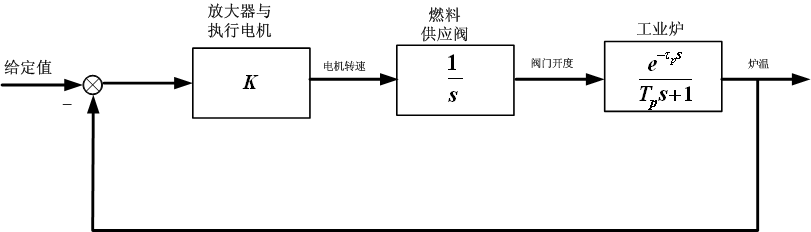 放大器与
执行电机
燃料
供应阀
工业炉
给定值
K
电机转速
1
s
阀门开度
e^{-τ_p s}
T_p s+1
炉温
−